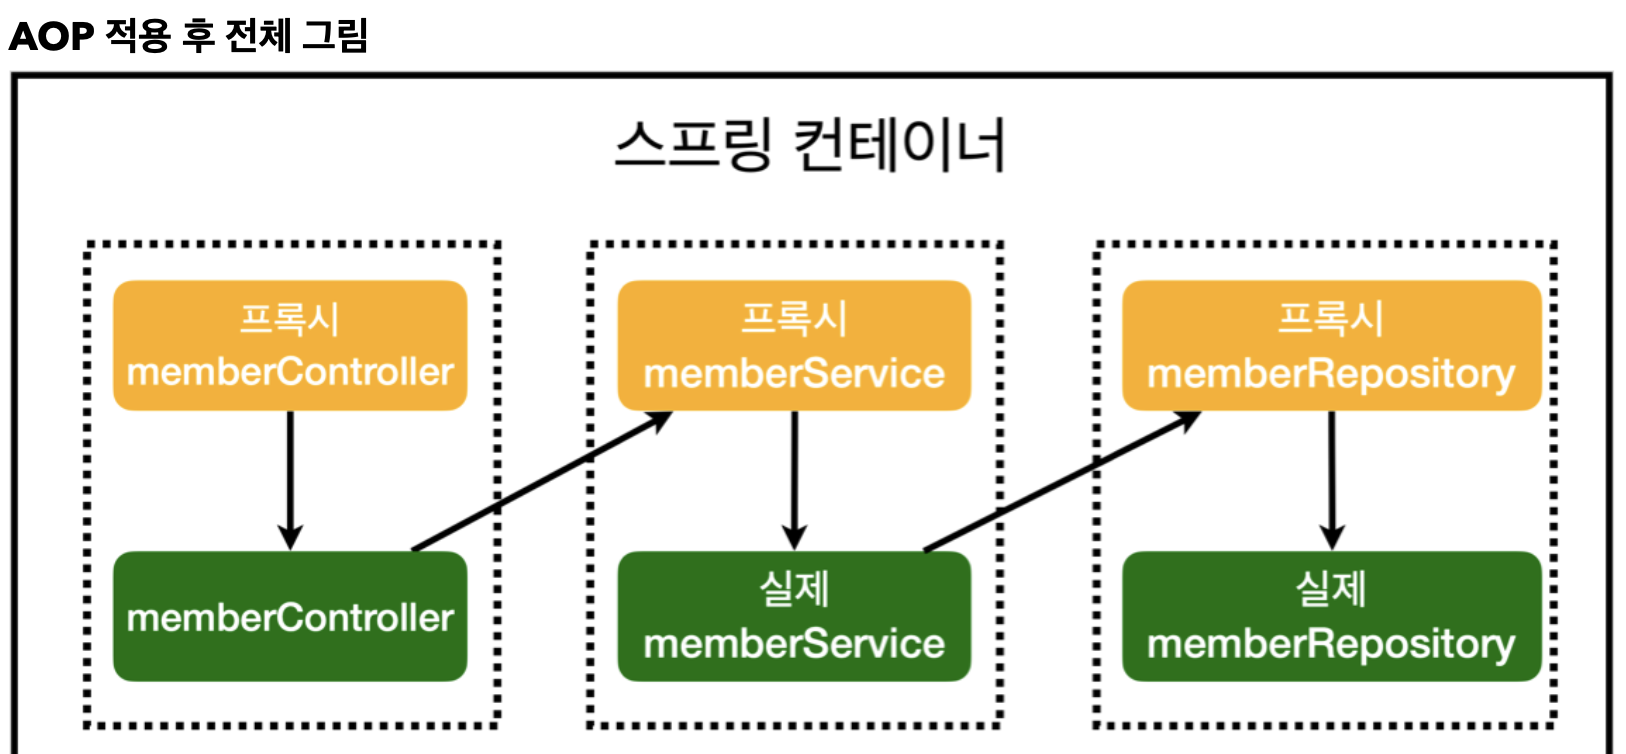 AOP 적용 후 전체 그림
스프링 컨테이너
프록시
memberController
프록시
memberService
프록시
memberRepository
memberController
실제
memberService
실제
memberRepository